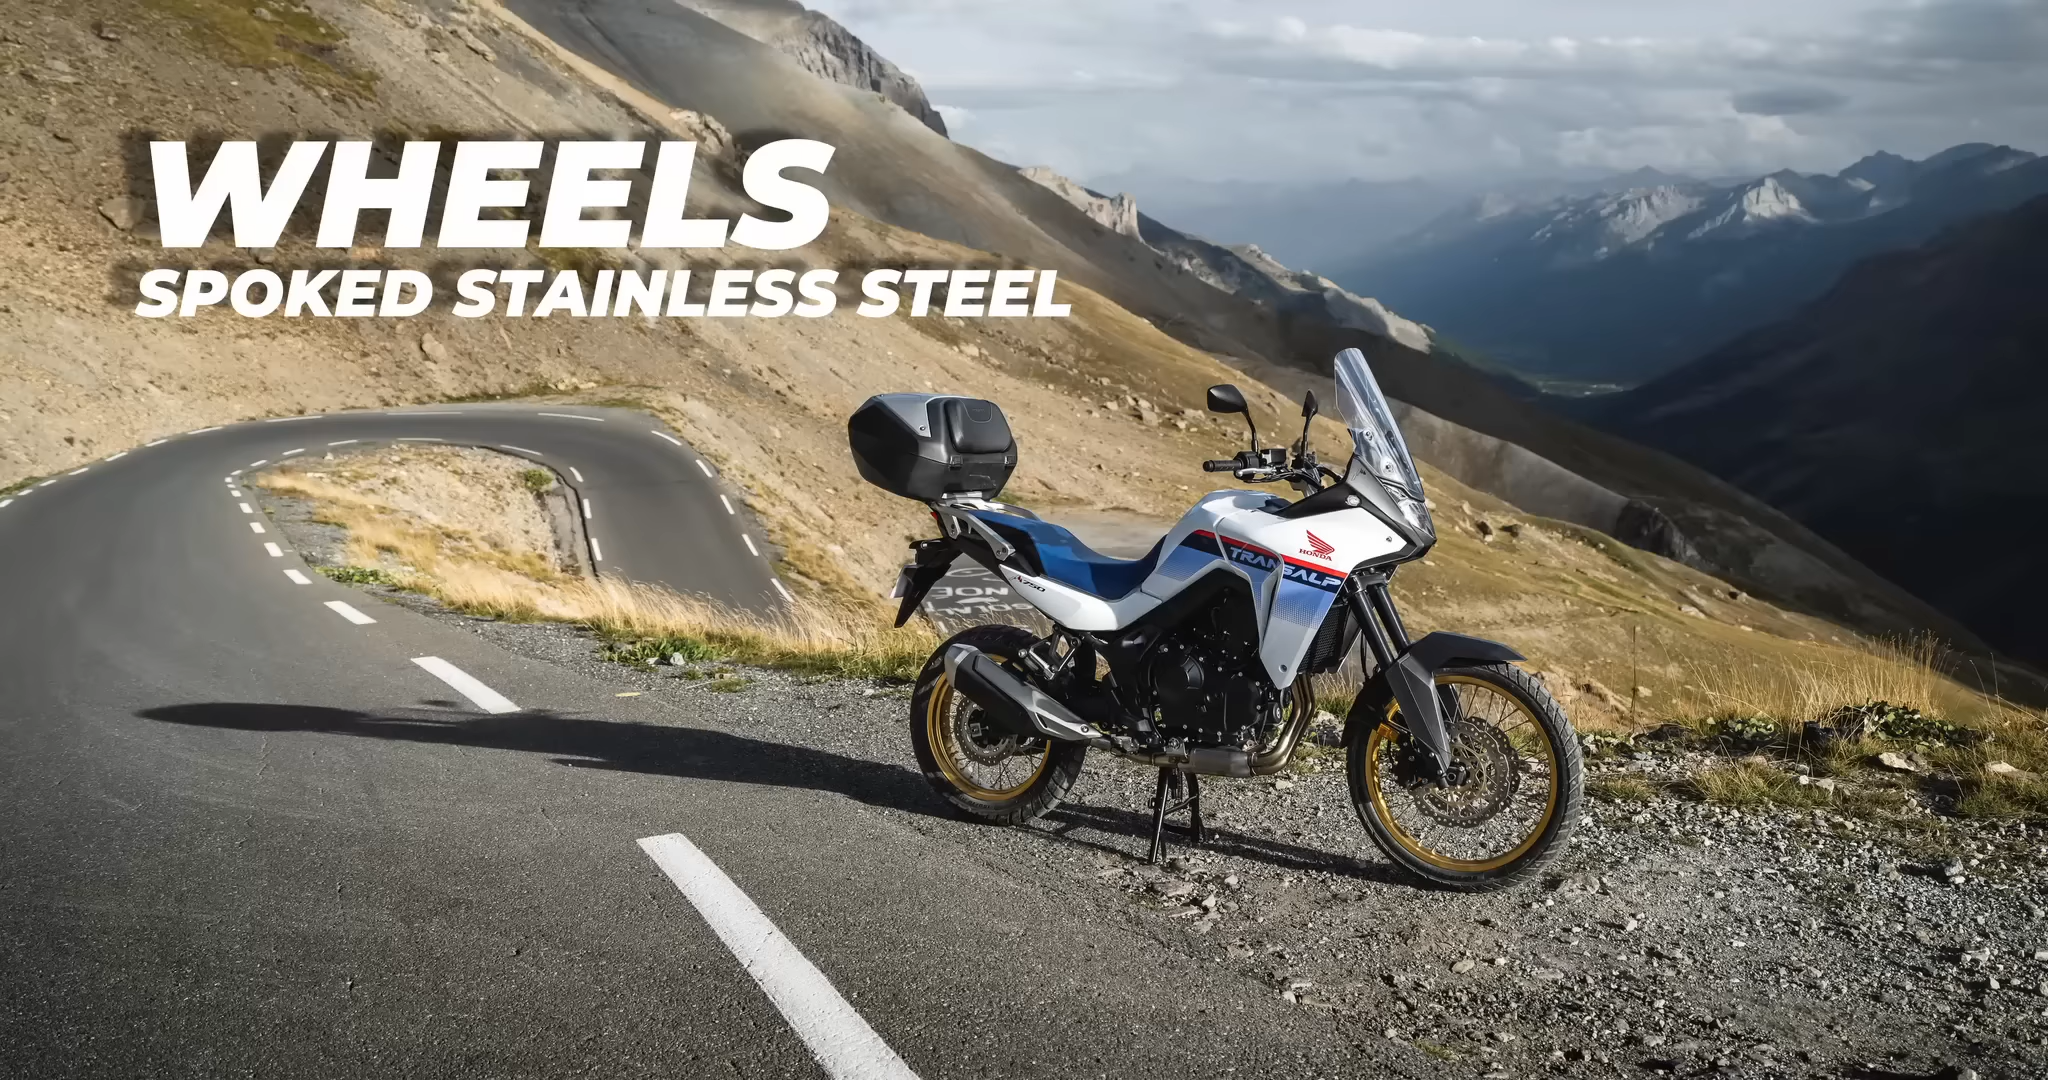 WHEELS
SPOKED STAINLESS STEEL
HONDA
TRANSALP
XL750